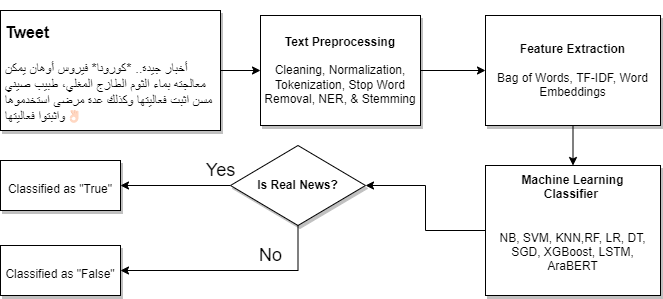 Tweet
أخبار جيدة.. *كورونا* فيروس أوهان يمكن
معالجته بماء الثوم الطازج المغلي، طبيب صيني
مسن اثبت فعاليتها وكذلك عدة مرضى استخدموها
واثبتوا فعاليتها 👌🏻
Text Preprocessing
Cleaning, Normalization,
Tokenization, Stop Word
Removal, NER, & Stemming
Feature Extraction
Bag of Words, TF-IDF, Word
Embeddings
Machine Learning
Classifier
NB, SVM, KNN,RF, LR, DT,
SGD, XGBoost, LSTM,
AraBERT
Is Real News?
Yes
Classified as "True"
No
Classified as "False"